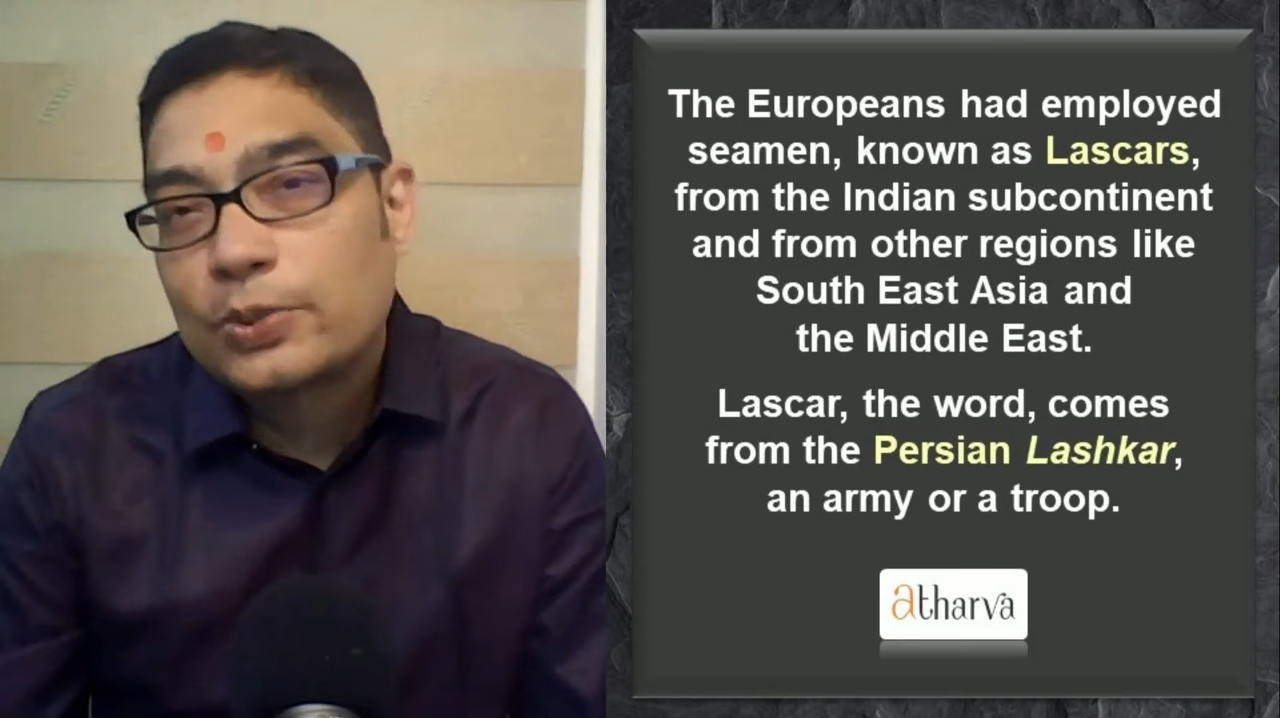 The Europeans had employed
seamen, known as Lascars,
from the Indian subcontinent
and from other regions like
South East Asia and
the Middle East.
Lascar, the word, comes
from the Persian Lashkar,
an army or a troop.
atharva